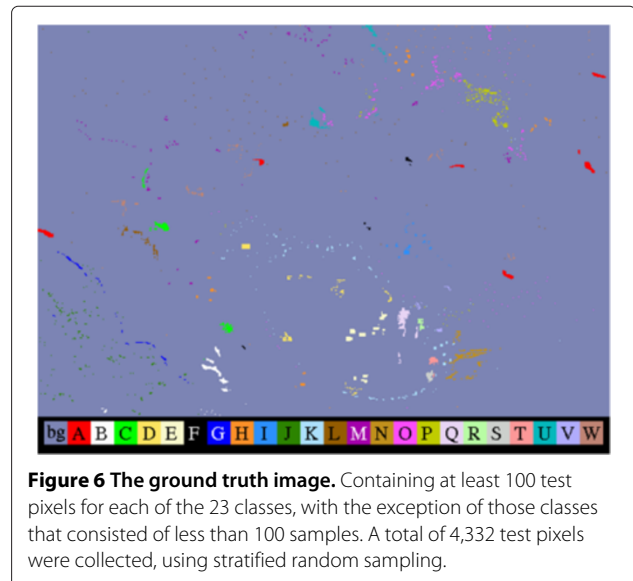 bg A B C D E F G H I J K L M N O P Q R S T U V W
Figure 6 The ground truth image. Containing at least 100 test
pixels for each of the 23 classes, with the exception of those classes
that consisted of less than 100 samples. A total of 4,332 test pixels
were collected, using stratified random sampling.